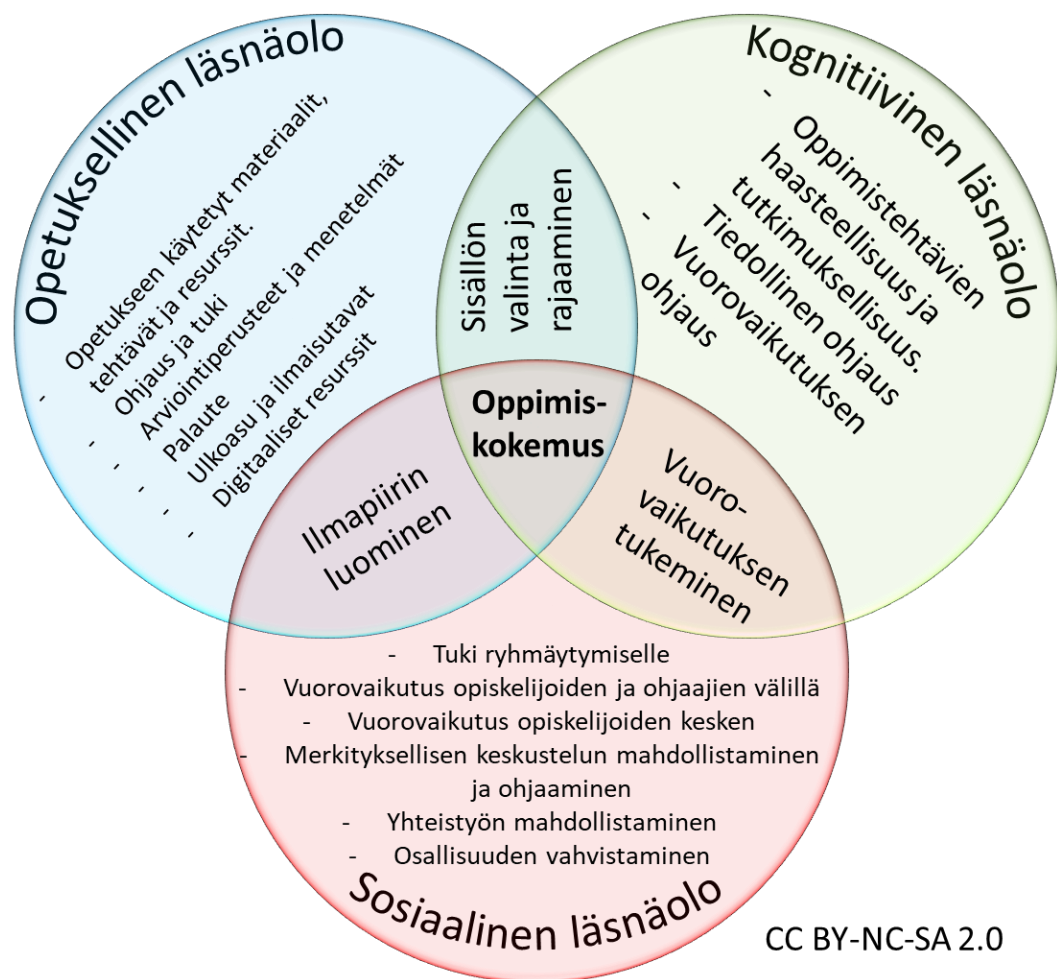 Opetuksellinen läsnäolo
- Opetukseen käytetyt materiaalit,
tehtävät ja resurssit.
- Ohjaus ja tuki
- Arviointiperusteet ja menetelmät
- Palaute
- Ulkoasu ja ilmaisutavat
- Digitaaliset resurssit
Kognitiivinen läsnäolo
- Oppimistehtävien
haasteellisuus ja
tutkimuksellisuus.
- Tiedollinen ohjaus
- Vuorovaikutuksen
ohjaus
Sisällön
valinta ja
rajaaminen
Oppimis-
kokemus
Ilmapiirin
luominen
Vuoro-
vaikutuksen
tukeminen
- Tuki ryhmäytymiselle
- Vuorovaikutus opiskelijoiden ja ohjaajien välillä
- Vuorovaikutus opiskelijoiden kesken
- Merkityksellisen keskustelun mahdollistaminen
ja ohjaaminen
- Yhteistyön mahdollistaminen
- Osallisuuden vahvistaminen
Sosiaalinen läsnäolo
CC BY-NC-SA 2.0